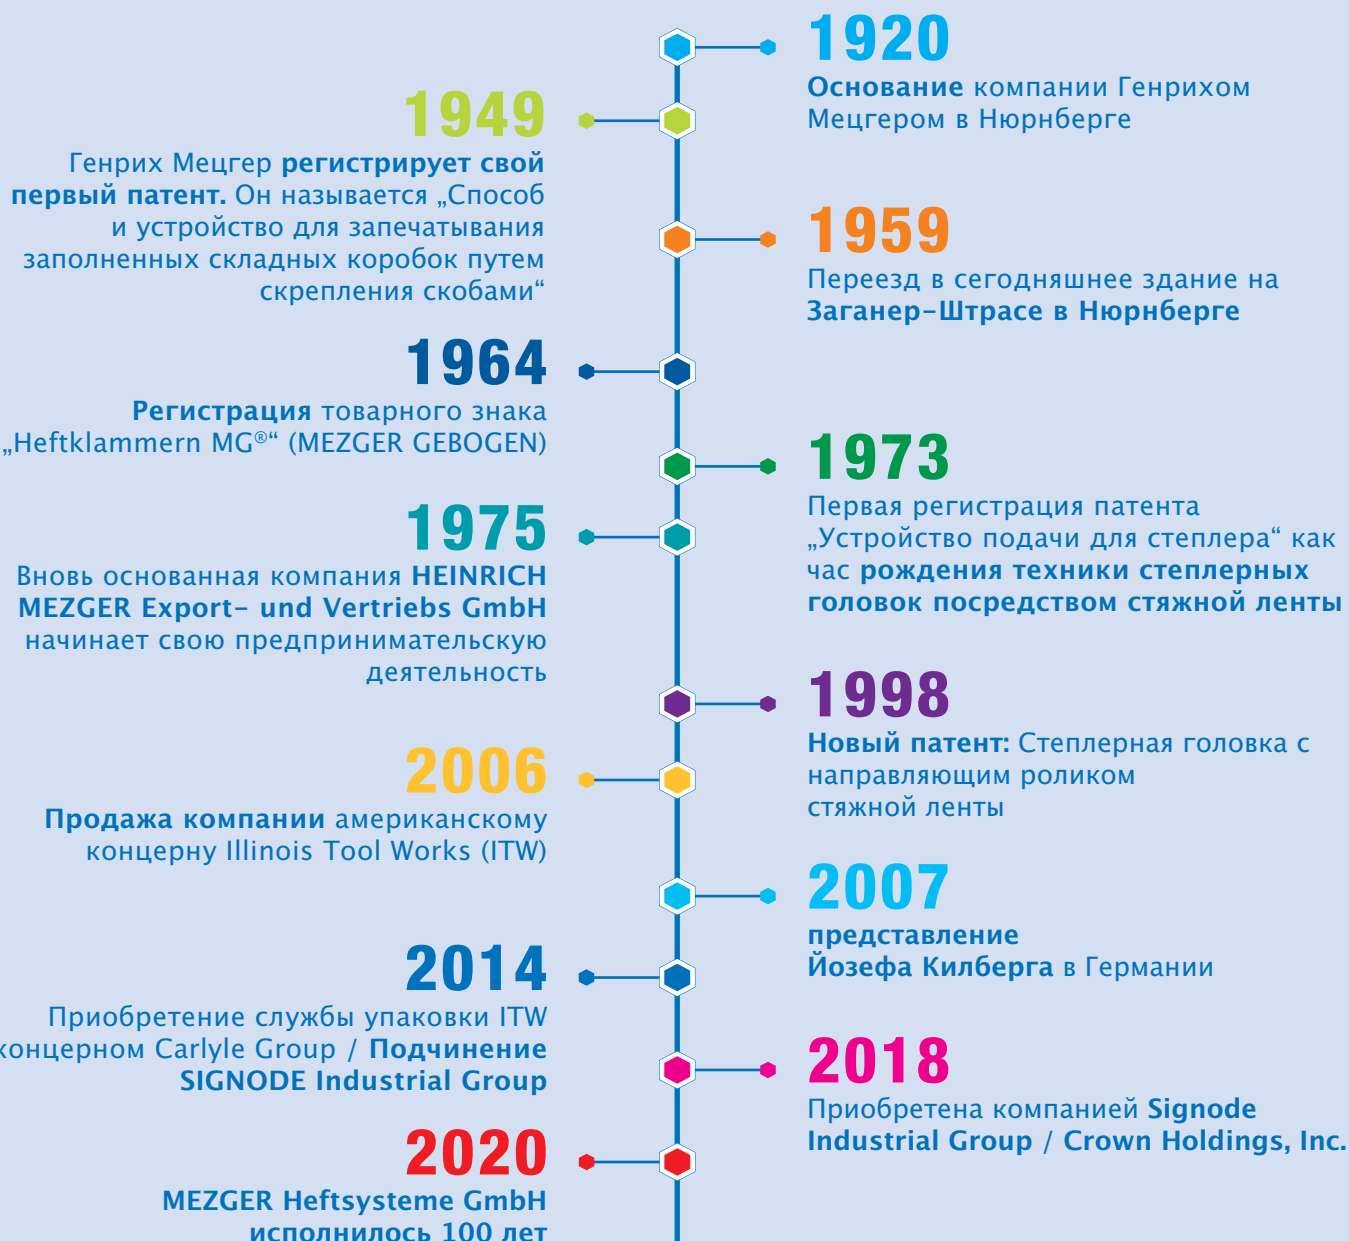 1920
Основание компании Генрихом
Мецгером в Нюрнберге
1949
Генрих Мецгер регистрирует свой
первый патент. Он называется „Способ
и устройство для запечатывания
заполненных складных коробок путем
скрепления скобами“
1959
Переезд в сегодняшнее здание на
Заганер-Штрасе в Нюрнберге
1964
Регистрация товарного знака
„Heftklammern MG®“ (MEZGER GEBOGEN)
1973
Первая регистрация патента
„Устройство подачи для степлера“ как
час рождения техники степлерных
головок посредством стяжной ленты
1975
Вновь основанная компания HEINRICH
MEZGER Export- und Vertriebs GmbH
начинает свою предпринимательскую
деятельность
1998
Новый патент: Степлерная головка с
направляющим роликом
стяжной ленты
2006
Продажа компании американскому
концерну Illinois Tool Works (ITW)
2007
представление
Йозефа Килберга в Германии
2014
Приобретение службы упаковки ITW
концерном Carlyle Group / Подчинение
SIGNODE Industrial Group
2018
Приобретена компанией Signode
Industrial Group / Crown Holdings, Inc.
2020
MEZGER Heftsysteme GmbH
исполнилось 100 лет